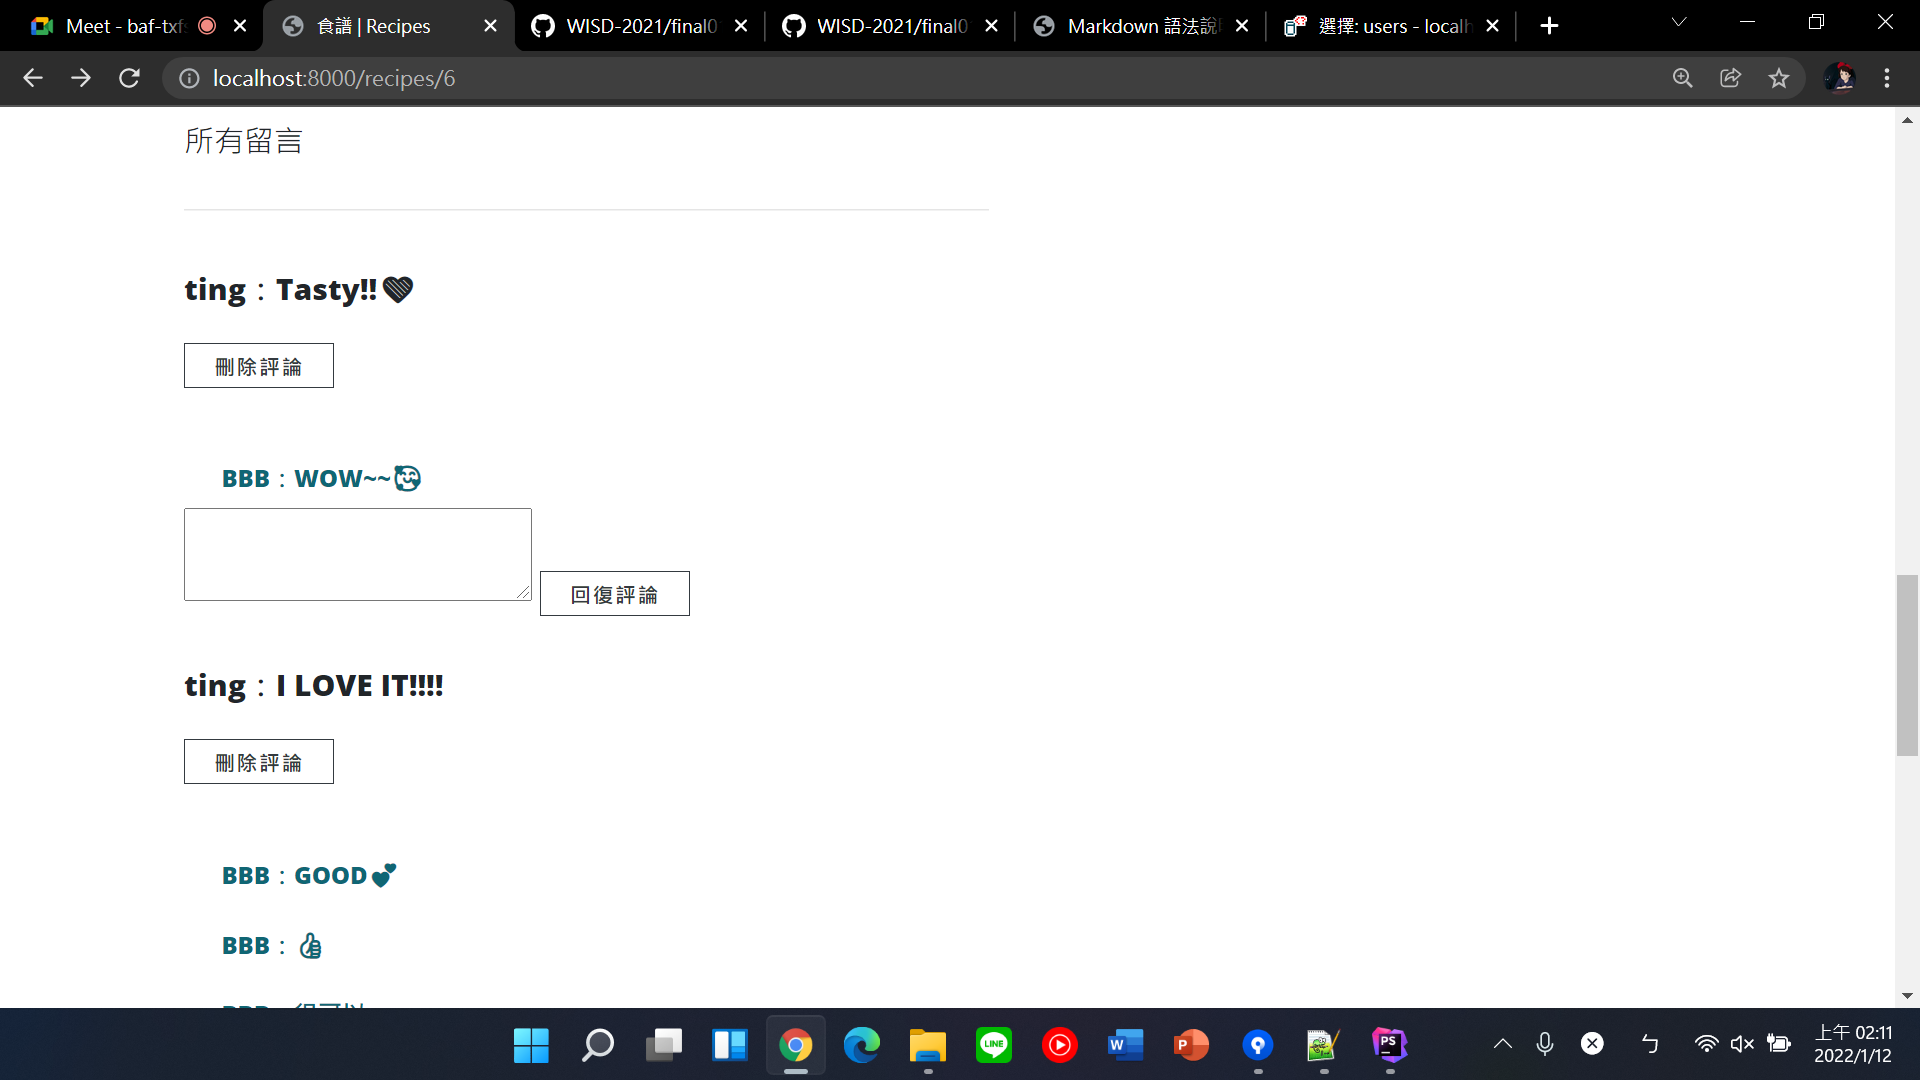 Meet - baf-txf
食譜 | Recipes
WISD-2021/final0
WISD-2021/final0
Markdown 語法說
選擇: users - localh
localhost:8000/recipes/6
所有留言
ting：Tasty!!
刪除評論
BBB：WOW~~
回復評論
ting：I LOVE IT!!!!
刪除評論
BBB：GOOD💕
BBB：👍
LINE
W
P
PS
ㄅ
上午 02:11
2022/1/12